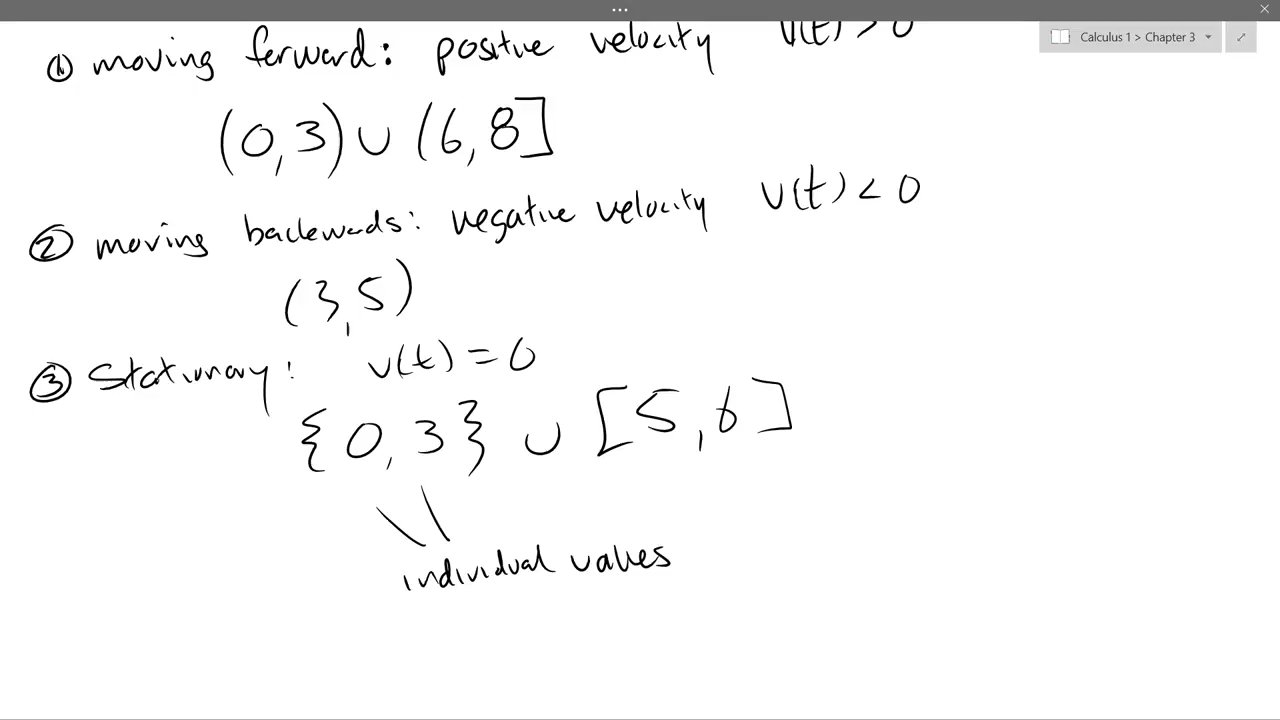 Calculus 1 > Chapter 3
① moving forward: positive velocity v(t) > 0
(0,3) ∪ (6,8]
② moving backwards: negative velocity v(t) < 0
(3,5)
③ Stationary: v(t) = 0
{0,3} ∪ [5,6]
individual values